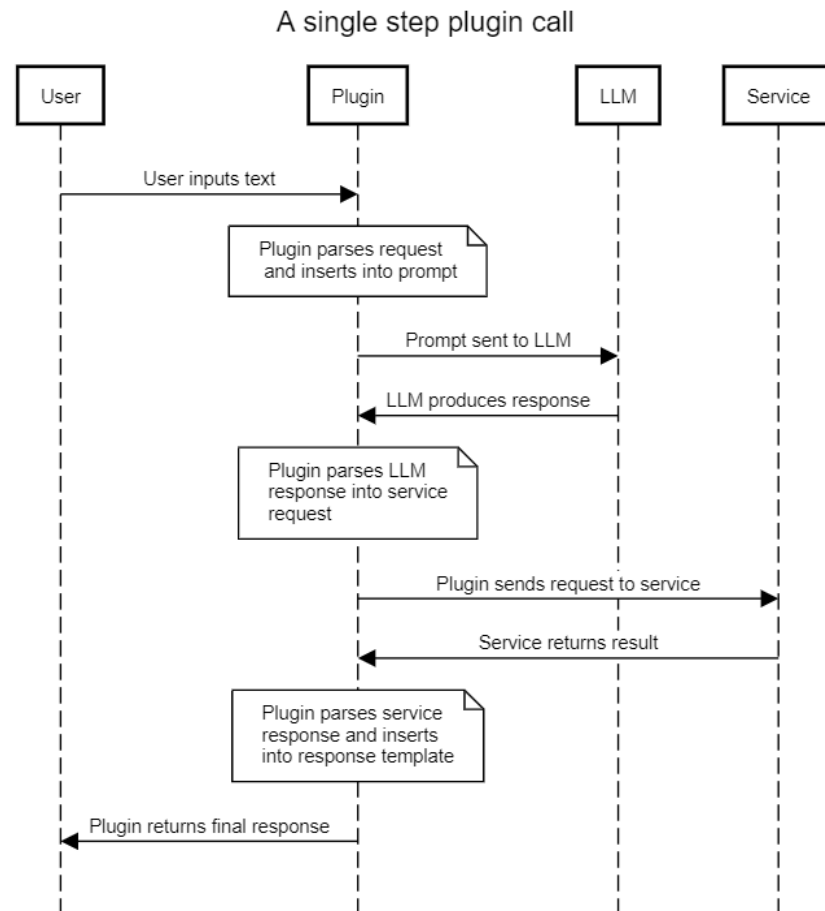 A single step plugin call
User
Plugin
LLM
Service
User inputs text
Plugin parses request
and inserts into prompt
Prompt sent to LLM
LLM produces response
Plugin parses LLM
response into service
request
Plugin sends request to service
Service returns result
Plugin parses service
response and inserts
into response template
Plugin returns final response